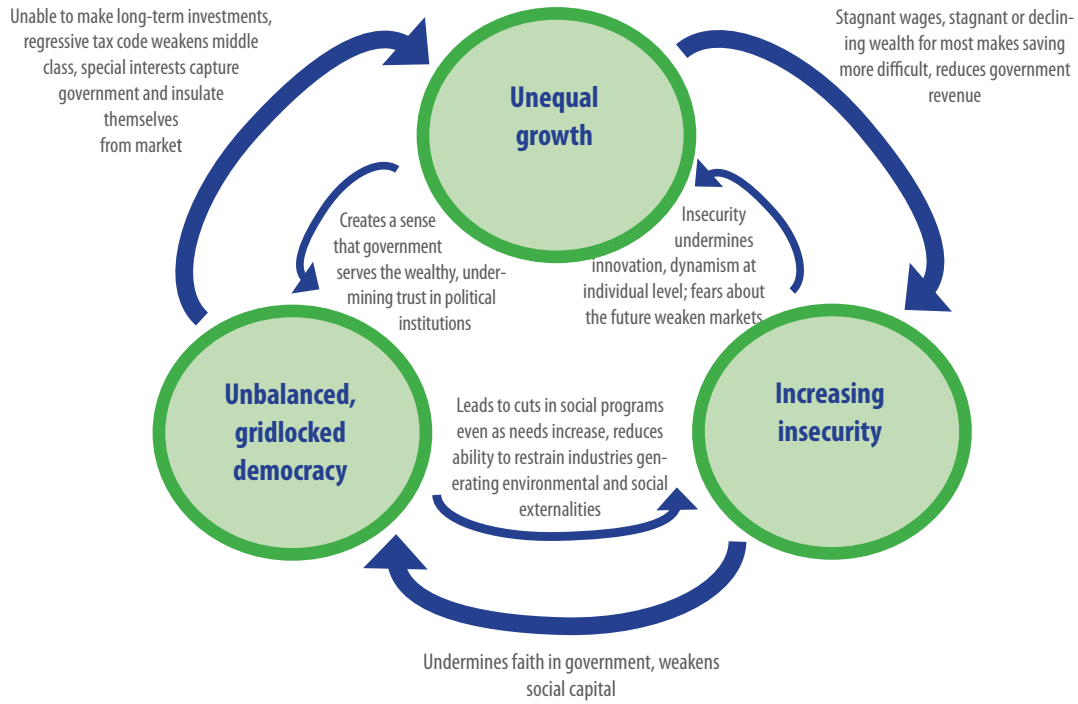 Unable to make long-term investments,
regressive tax code weakens middle
class, special interests capture
government and insulate
themselves
from market
Stagnant wages, stagnant or declin-
ing wealth for most makes saving
more difficult, reduces government
revenue
Unequal
growth
Creates a sense
that government
serves the wealthy, under-
mining trust in political
institutions
Insecurity
undermines
innovation, dynamism at
individual level; fears about
the future weaken markets
Unbalanced,
gridlocked
democracy
Leads to cuts in social programs
even as needs increase, reduces
ability to restrain industries gen-
erating environmental and social
externalities
Increasing
insecurity
Undermines faith in government, weakens
social capital